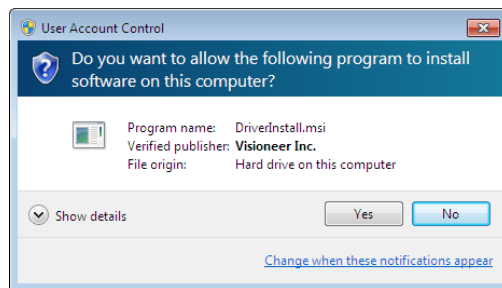 User Account Control
Do you want to allow the following program to install
software on this computer?
Program name: DriverInstall.msi
Verified publisher: Visioneer Inc.
File origin: Hard drive on this computer
Show details
Yes
No
Change when these notifications appear